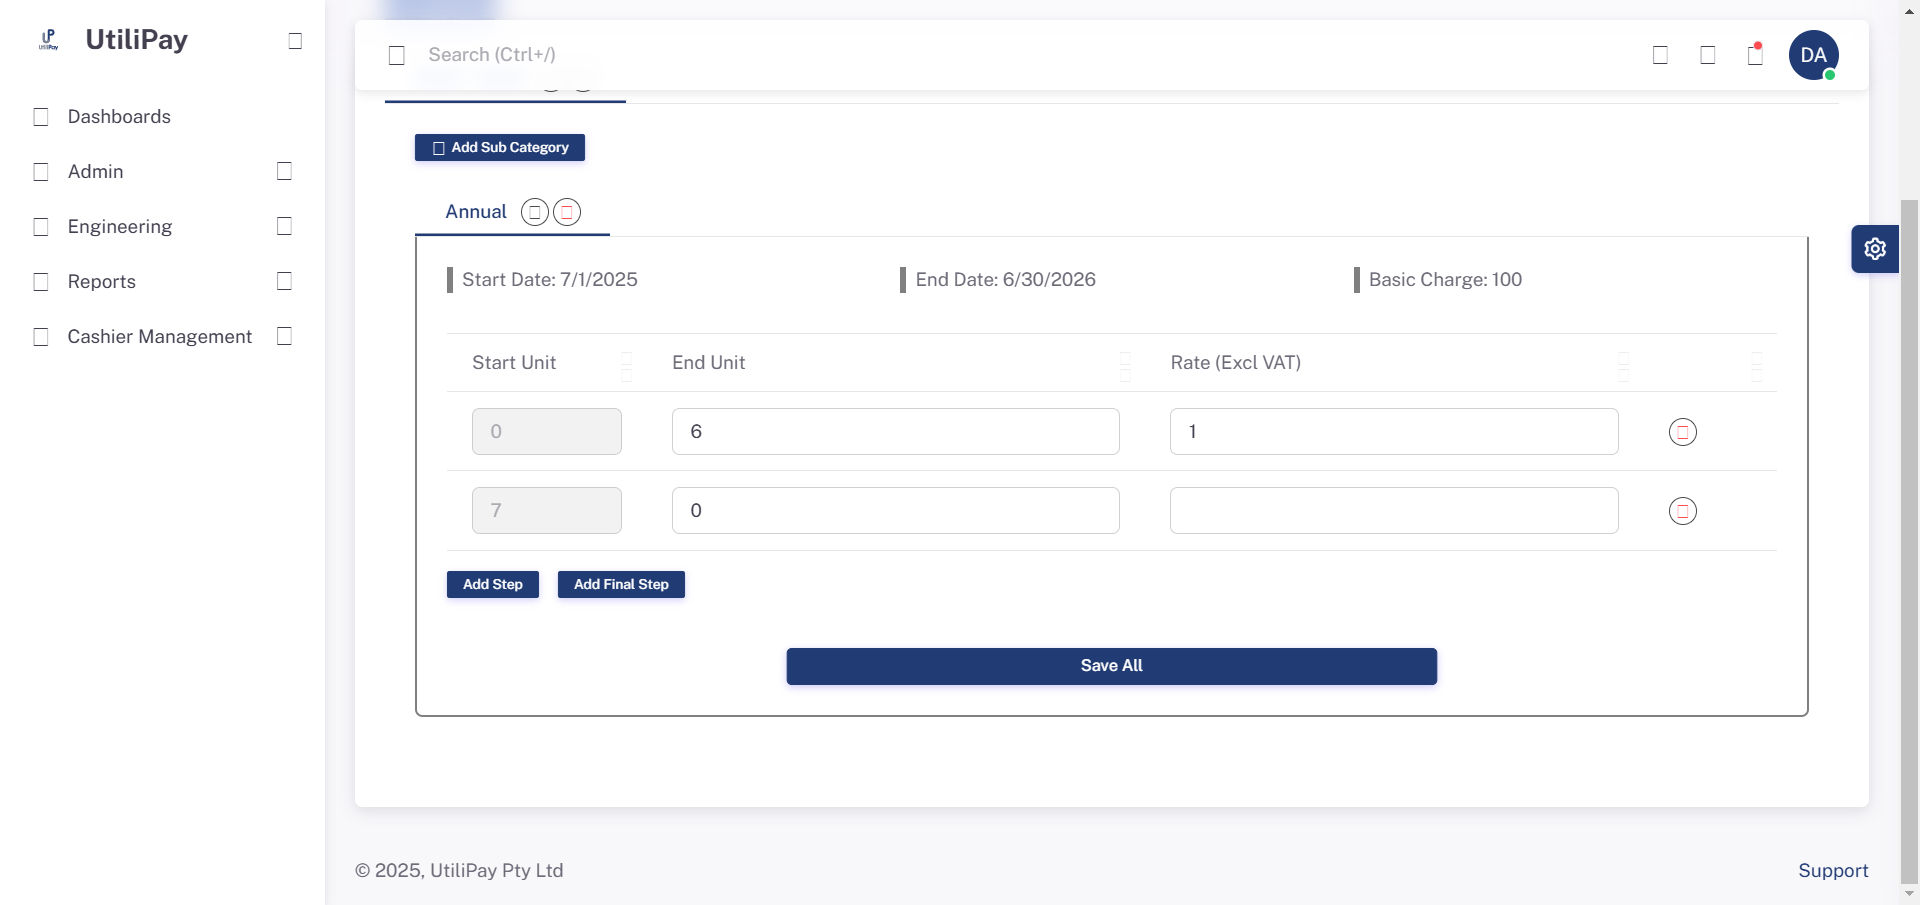 UP
UtiliPay
UtiliPay
Search (Ctrl+/)
DA
Dashboards
Admin
Engineering
Reports
Cashier Management
Add Sub Category
Annual
Start Date: 7/1/2025
End Date: 6/30/2026
Basic Charge: 100
Start Unit
End Unit
Rate (Excl VAT)
0
6
1
7
0
Add Step
Add Final Step
Save All
© 2025, UtiliPay Pty Ltd
Support